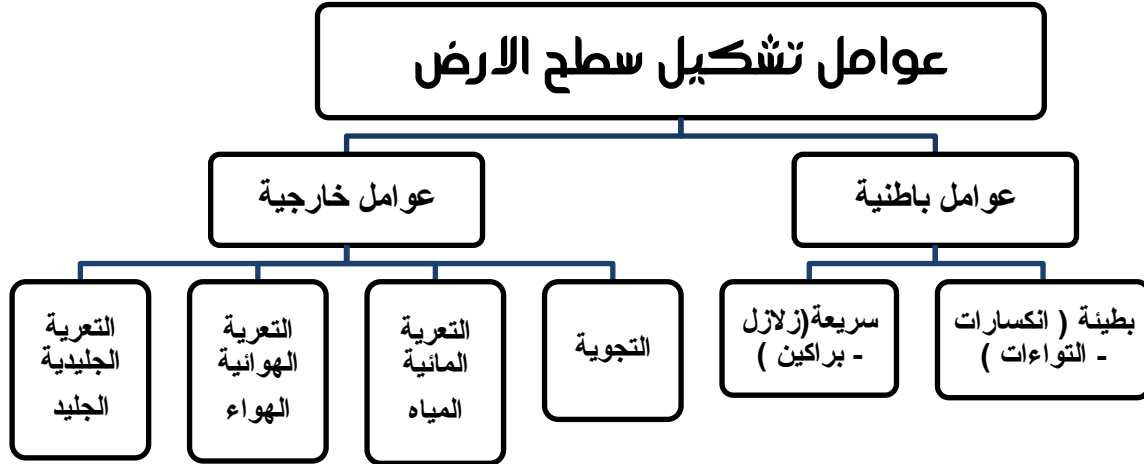 عوامل تشكيل سطح الارض
عوامل باطنية
عوامل خارجية
بطيئة ( انكسارات
- التواءات )
سريعة(زلازل
- براكين )
التجوية
التعرية
المائية
المياه
التعرية
الهوائية
الهواء
التعرية
الجليدية
الجليد